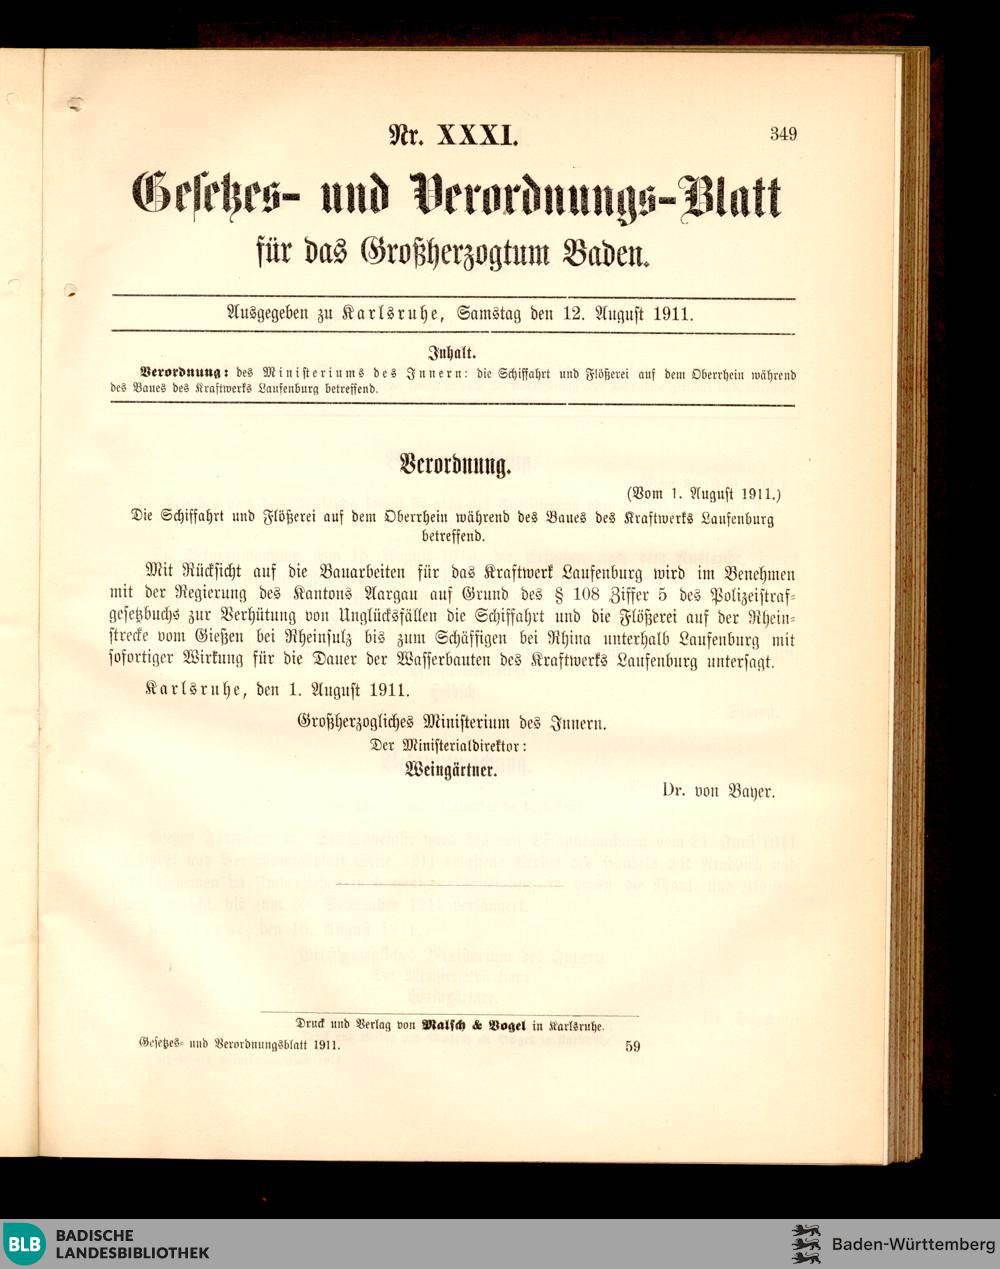 Nr. XXXI.
349
Gesetzes- und Verordnungs-Blatt
für das Großherzogtum Baden.
Ausgegeben zu Karlsruhe, Samstag den 12. August 1911.
Inhalt.
Verordnung: des Ministeriums des Innern: die Schiffahrt und Flößerei auf dem Oberrhein während
des Baues des Kraftwerks Laufenburg betreffend.
Verordnung.
(Vom 1. August 1911.)
Die Schiffahrt und Flößerei auf dem Oberrhein während des Baues des Kraftwerks Laufenburg
betreffend.
Mit Rücksicht auf die Bauarbeiten für das Kraftwerk Laufenburg wird im Benehmen
mit der Regierung des Kantons Aargau auf Grund des § 108 Ziffer 5 des Polizeistraf-
gesetzbuchs zur Verhütung von Unglücksfällen die Schiffahrt und die Flößerei auf der Rhein-
strecke vom Gießen bei Rheinsulz bis zum Schäffigen bei Rhina unterhalb Laufenburg mit
sofortiger Wirkung für die Dauer der Wasserbauten des Kraftwerks Laufenburg untersagt.
Karlsruhe, den 1. August 1911.
Großherzogliches Ministerium des Innern.
Der Ministerialdirektor:
Weingärtner.
Dr. von Bayer.
Druck und Verlag von Malsch & Vogel in Karlsruhe.
Gesetzes- und Verordnungsblatt 1911.
59
BLB BADISCHE
LANDESBIBLIOTHEK
Baden-Württemberg